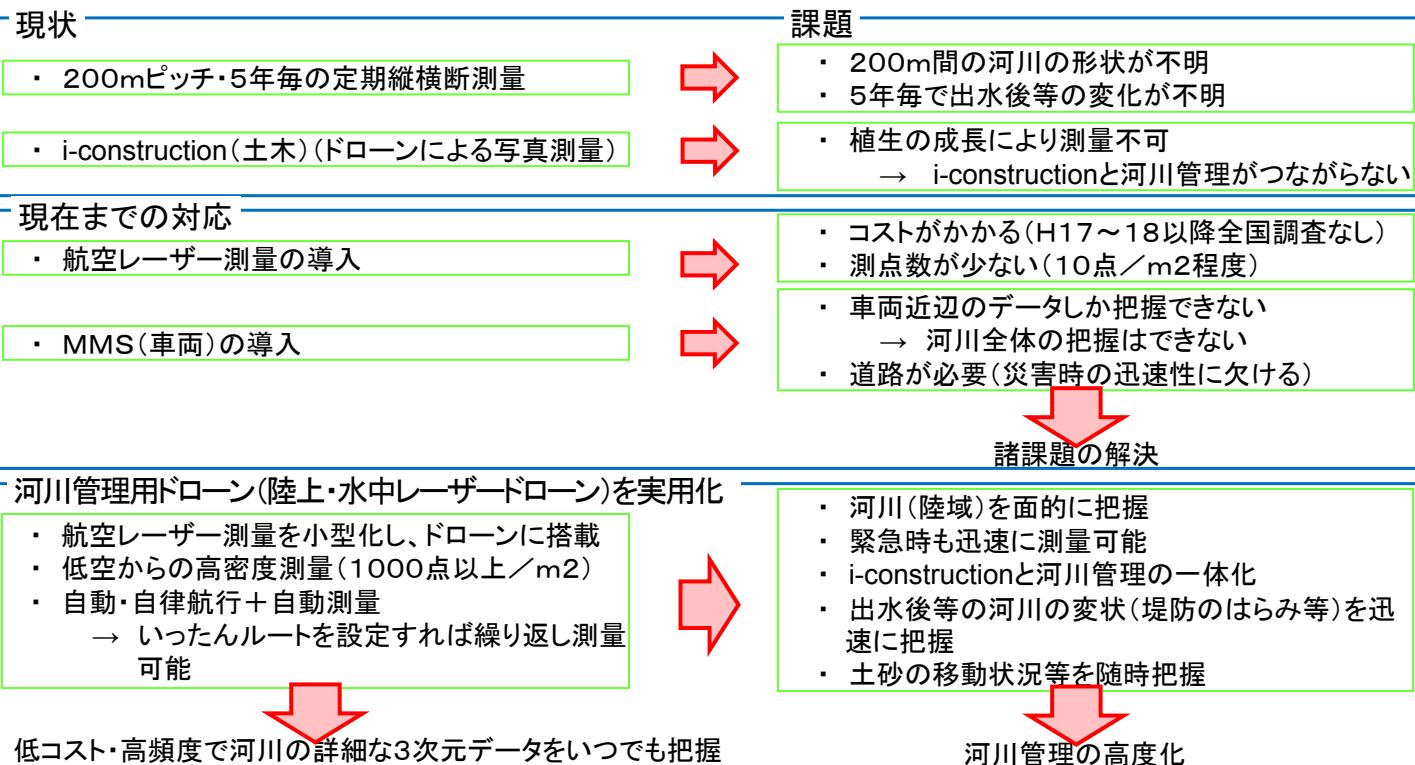 現状
課題
・ 200mピッチ・5年毎の定期縦横断測量
・ 200m間の河川の形状が不明
・ 5年毎で出水後等の変化が不明
・ i-construction(土木)(ドローンによる写真測量)
・ 植生の成長により測量不可
→ i-constructionと河川管理がつながらない
現在までの対応
・ 航空レーザー測量の導入
・ コストがかかる(H17~18以降全国調査なし)
・ 測点数が少ない(10点/m2程度)
・ MMS(車両)の導入
・ 車両近辺のデータしか把握できない
→ 河川全体の把握はできない
・ 道路が必要(災害時の迅速性に欠ける)
諸課題の解決
河川管理用ドローン(陸上・水中レーザードローン)を実用化
・ 航空レーザー測量を小型化し、ドローンに搭載
・ 低空からの高密度測量(1000点以上/m2)
・ 自動・自律航行+自動測量
→ いったんルートを設定すれば繰り返し測量
可能
・ 河川(陸域)を面的に把握
・ 緊急時も迅速に測量可能
・ i-constructionと河川管理の一体化
・ 出水後等の河川の変状(堤防のはらみ等)を迅
速に把握
・ 土砂の移動状況等を随時把握
低コスト・高頻度で河川の詳細な3次元データをいつでも把握
河川管理の高度化